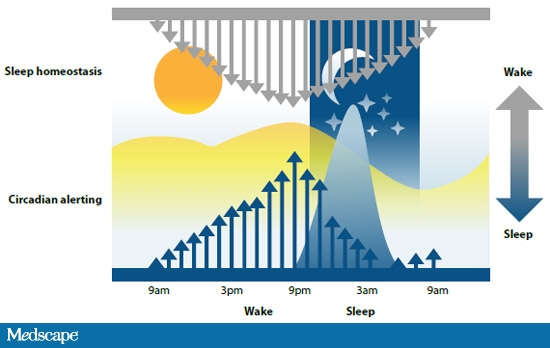 Sleep homeostasis
Wake
Circadian alerting
Sleep
9am 3pm 9pm 3am 9am
Wake Sleep
Medscape